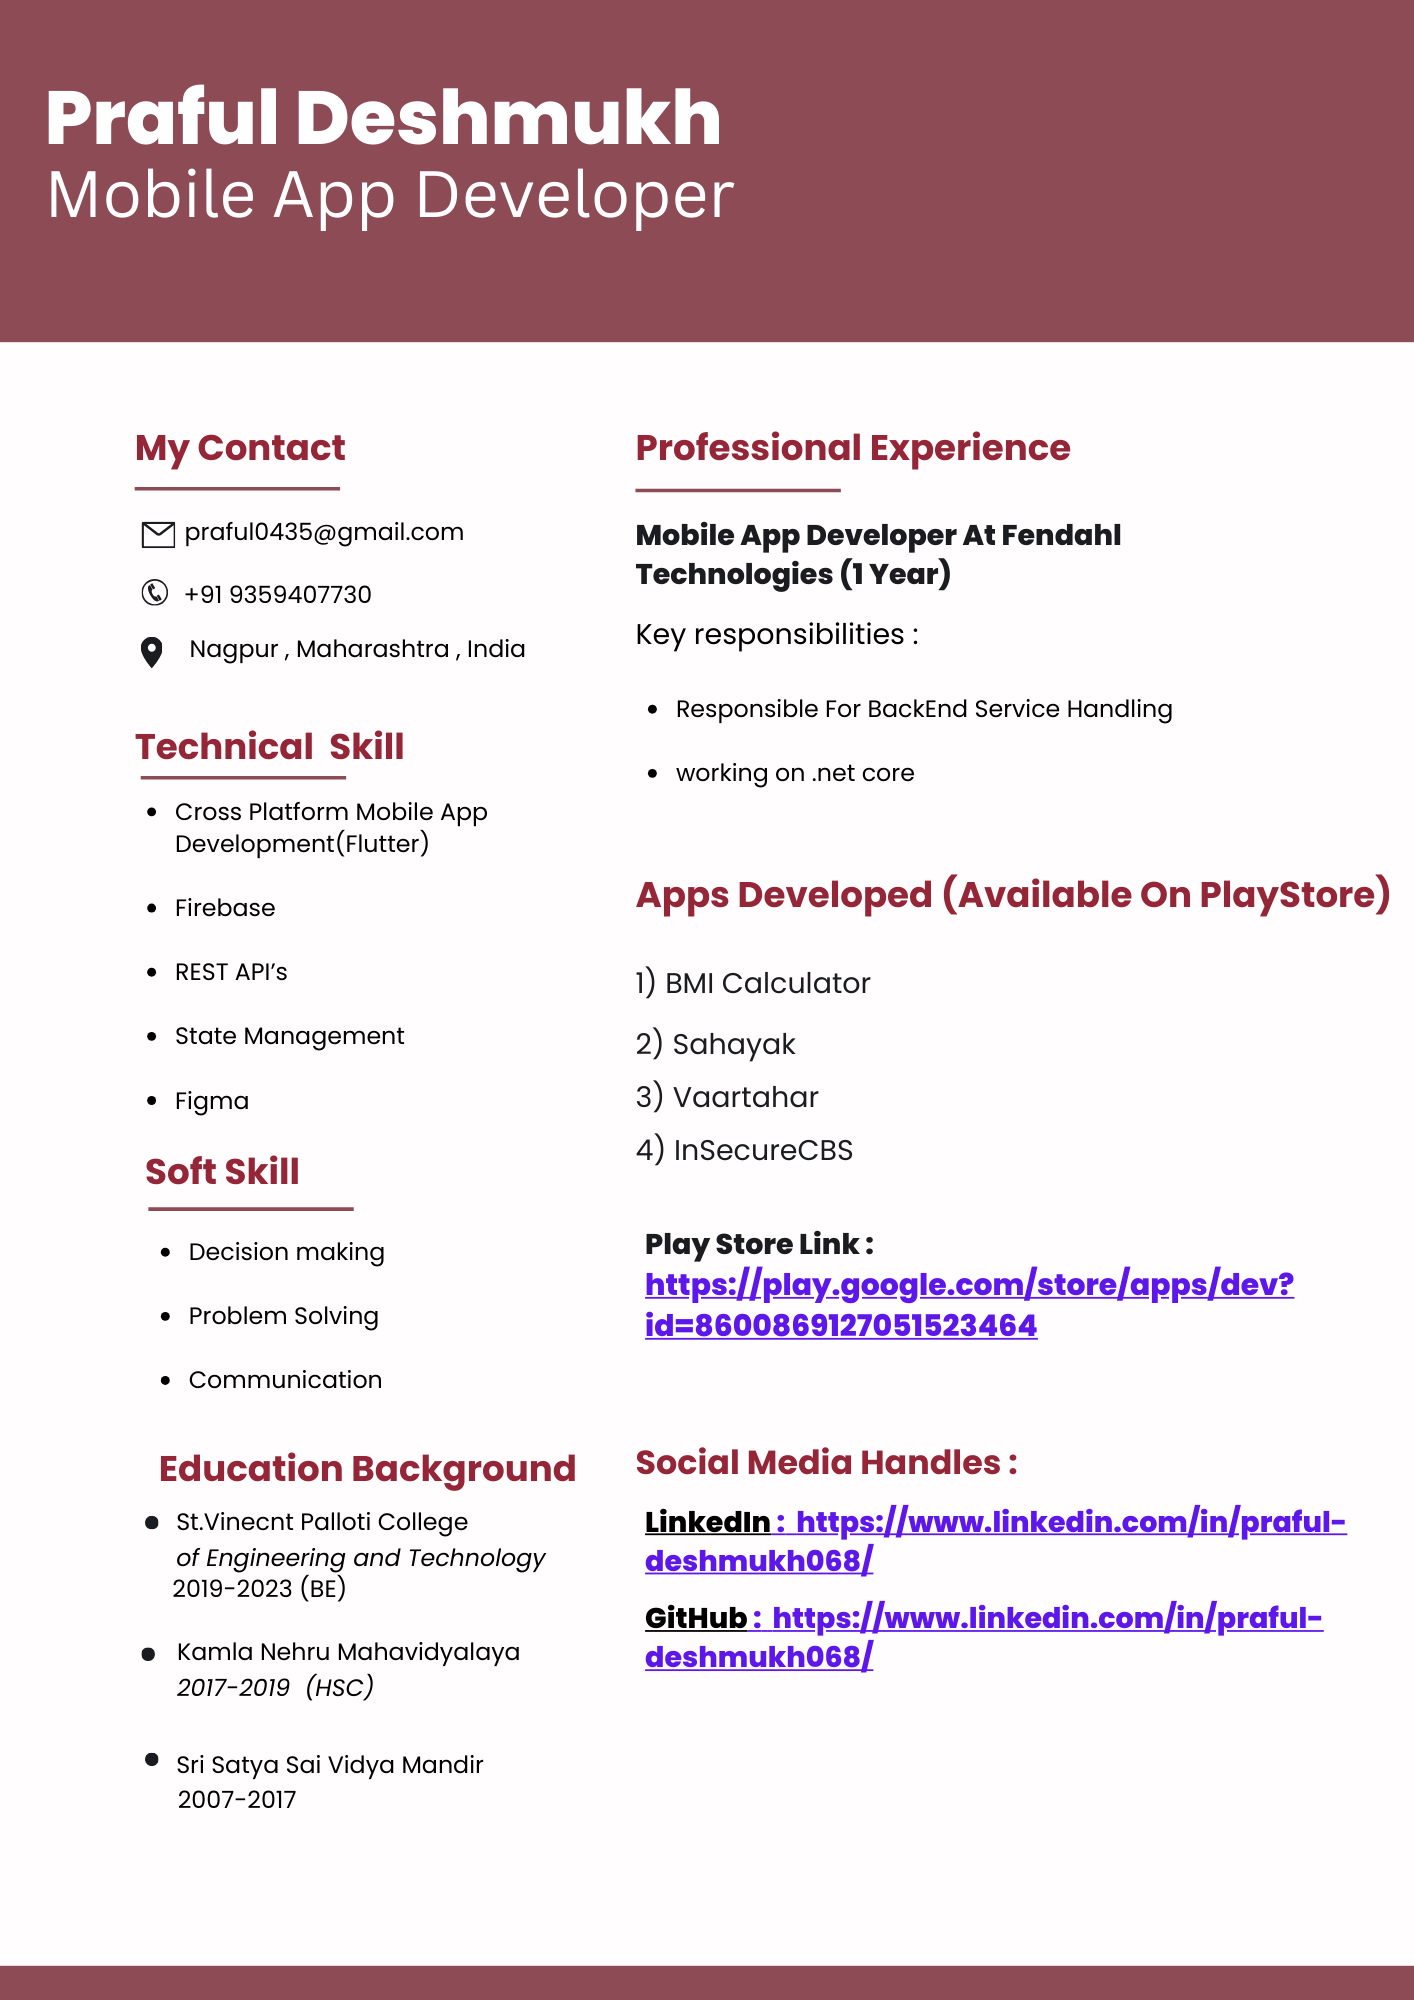 Praful Deshmukh
Mobile App Developer
My Contact
praful0435@gmail.com
+91 9359407730
Nagpur , Maharashtra , India
Technical  Skill
• Cross Platform Mobile App
Development(Flutter)
• Firebase
• REST API’s
• State Management
• Figma
Soft Skill
• Decision making
• Problem Solving
• Communication
Education Background
• St.Vinecnt Palloti College
of Engineering and Technology
2019-2023 (BE)
• Kamla Nehru Mahavidyalaya
2017-2019  (HSC)
• Sri Satya Sai Vidya Mandir
2007-2017
Professional Experience
Mobile App Developer At Fendahl
Technologies (1 Year)
Key responsibilities :
• Responsible For BackEnd Service Handling
• working on .net core
Apps Developed (Available On PlayStore)
1) BMI Calculator
2) Sahayak
3) Vaartahar
4) InSecureCBS
Play Store Link :
https://play.google.com/store/apps/dev?
id=8600869127051523464
Social Media Handles :
LinkedIn :  https://www.linkedin.com/in/praful-
deshmukh068/
GitHub :  https://www.linkedin.com/in/praful-
deshmukh068/